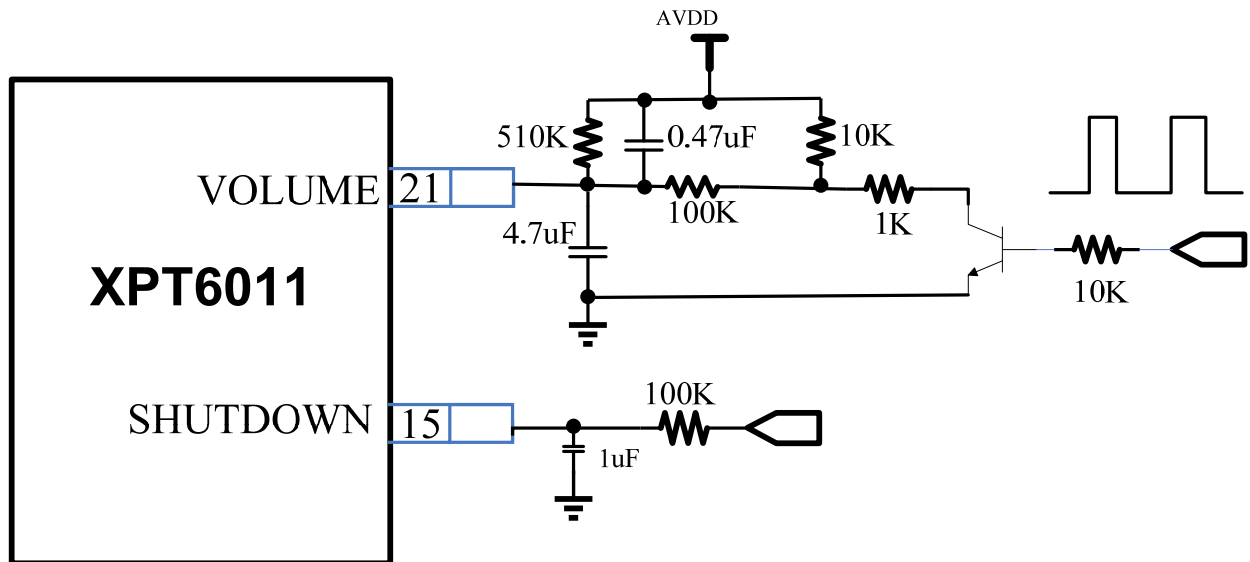 AVDD
510K
0.47uF
10K
VOLUME
21
100K
1K
4.7uF
XPT6011
10K
SHUTDOWN
15
100K
1uF